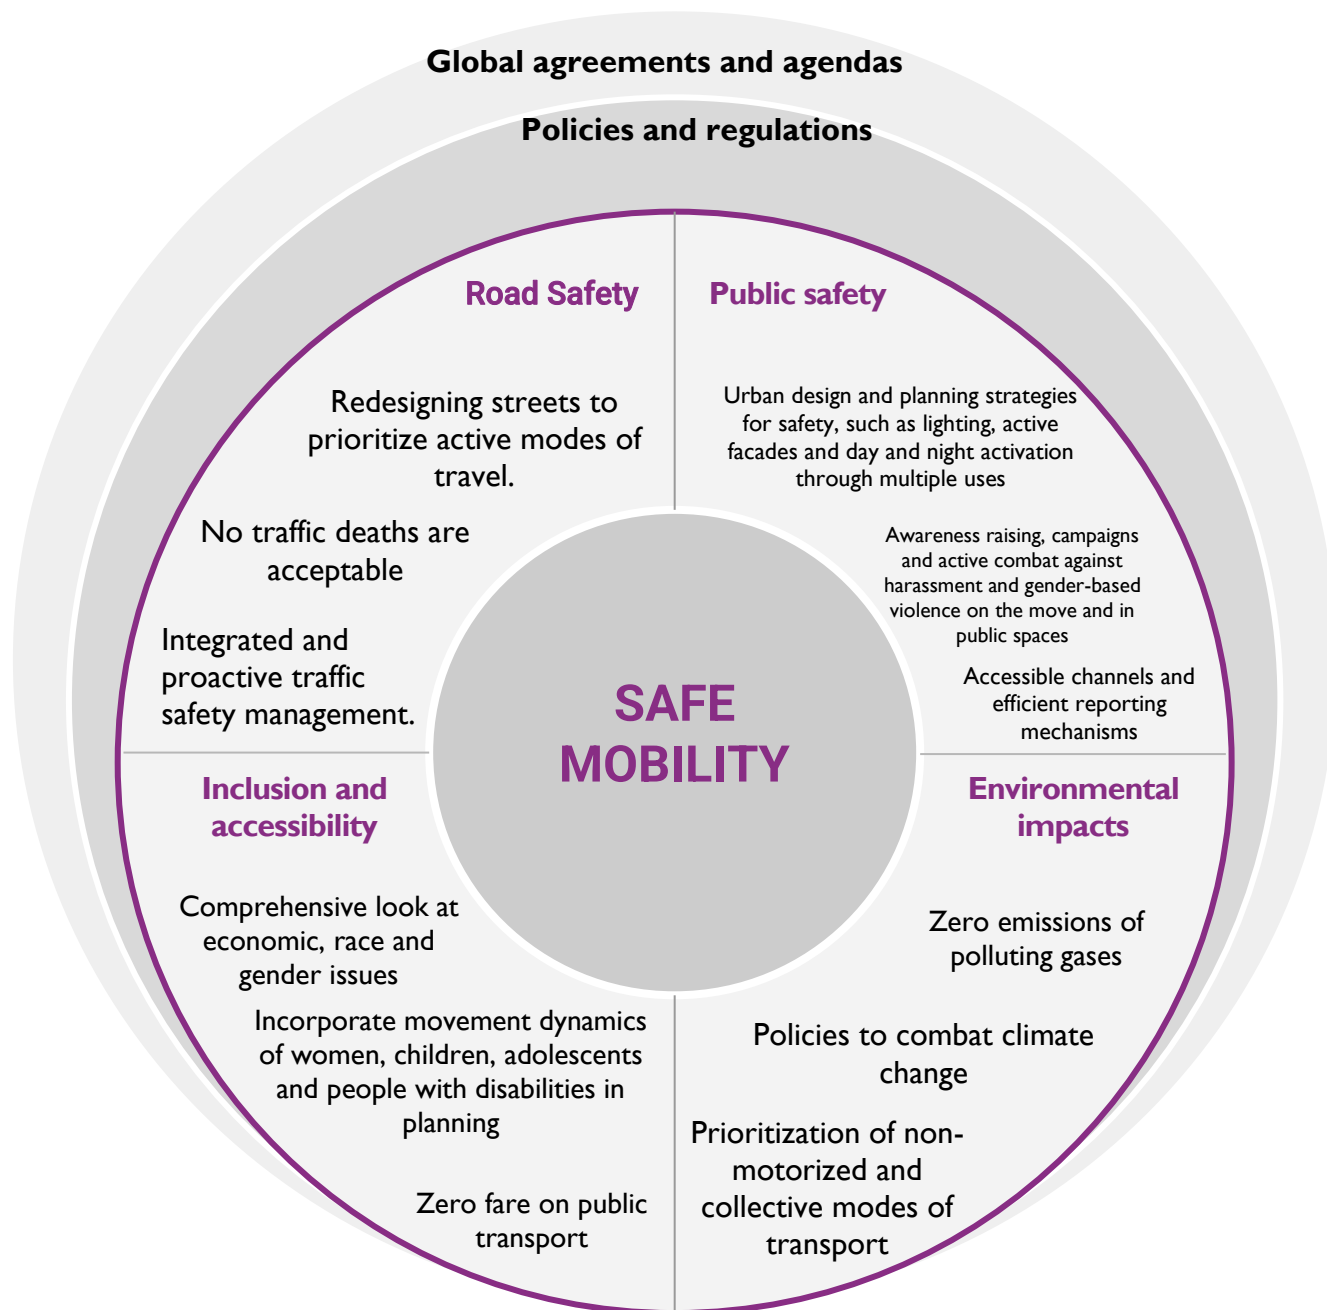 Global agreements and agendas
Policies and regulations
Road Safety
Redesigning streets to
prioritize active modes of
travel.
No traffic deaths are
acceptable
Integrated and
proactive traffic
safety management.
Public safety
Urban design and planning strategies
for safety, such as lighting, active
facades and day and night activation
through multiple uses
Awareness raising, campaigns
and active combat against
harassment and gender-based
violence on the move and in
public spaces
Accessible channels and
efficient reporting
mechanisms
SAFE
MOBILITY
Inclusion and
accessibility
Comprehensive look at
economic, race and
gender issues
Incorporate movement dynamics
of women, children, adolescents
and people with disabilities in
planning
Zero fare on public
transport
Environmental
impacts
Zero emissions of
polluting gases
Policies to combat climate
change
Prioritization of non-
motorized and
collective modes of
transport